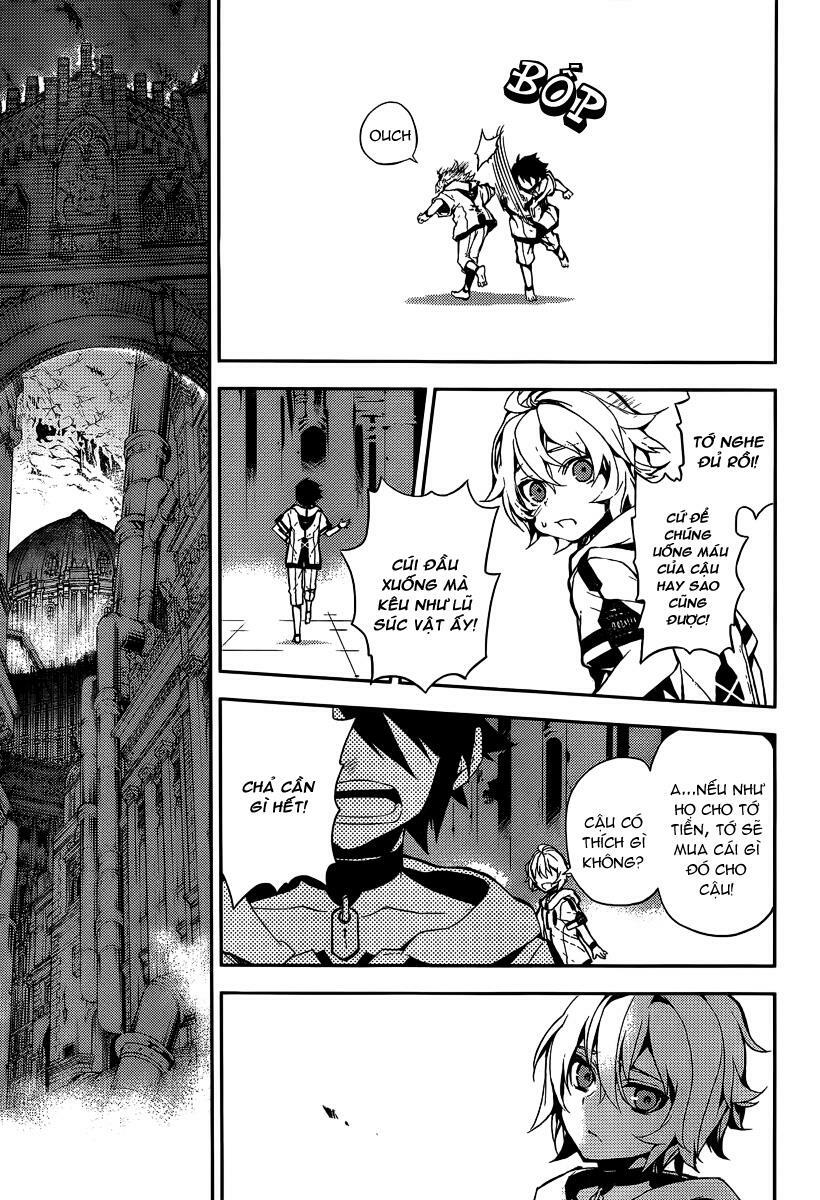 BỐP
OUCH
TỚ NGHE
ĐỦ RỒI!
CỨ ĐỂ
CHÚNG
UỐNG MÁU
CỦA CẬU
HAY SAO
CŨNG
ĐƯỢC!
CÚI ĐẦU
XUỐNG MÀ
KÊU NHƯ LŨ
SÚC VẬT ẤY!
A...NẾU NHƯ
HỌ CHO TỚ
TIỀN, TỚ SẼ
MUA CÁI GÌ
ĐÓ CHO
CẬU!
CẬU CÓ
THÍCH GÌ
KHÔNG?
CHẢ CẦN
GÌ HẾT!